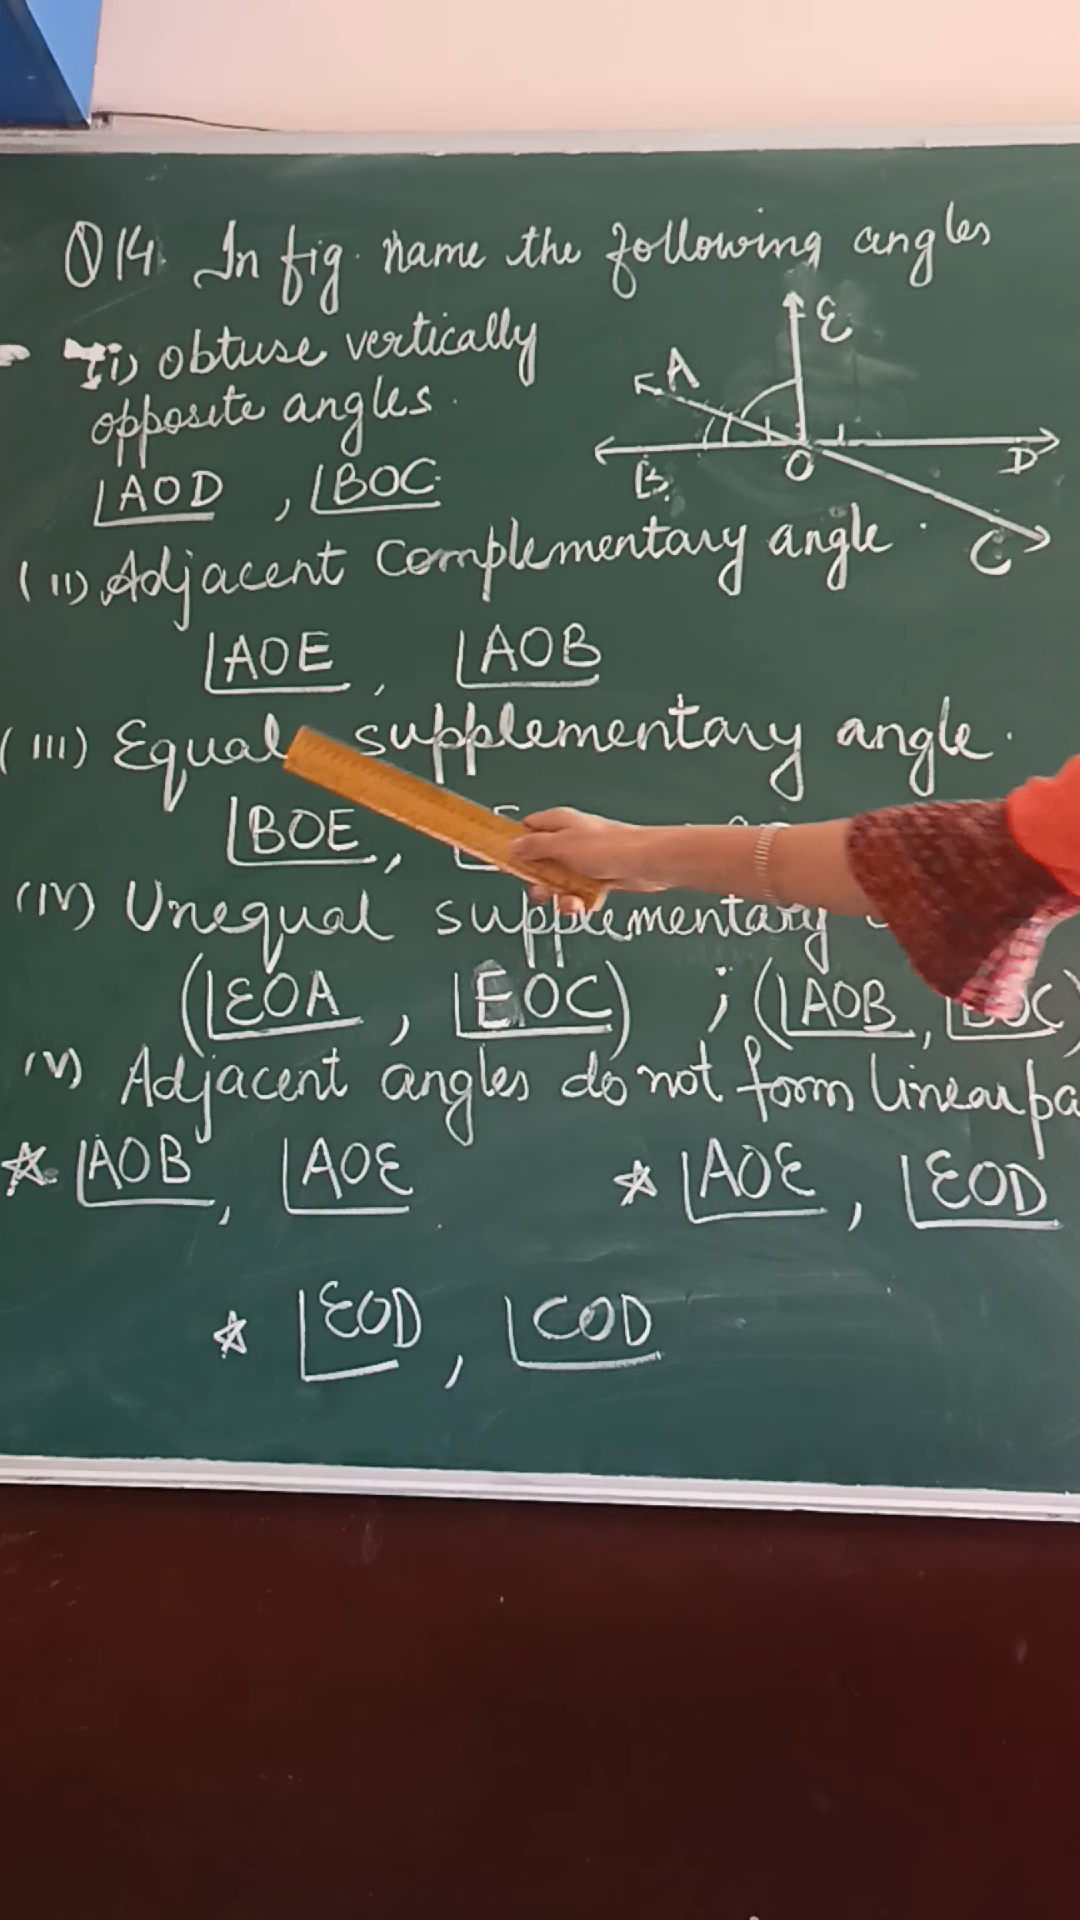 Q14. In fig. name the following angles
(i) obtuse vertically
opposite angles.
∠AOD , ∠BOC
E
A
B
O
D
C
(II) Adjacent Complementary angle.
∠AOE , ∠AOB
(III) Equal supplementary angle.
∠BOE ,
(IV) Unequal supplementary
(∠EOA , ∠EOC) ; (∠AOB , ∠BOC)
(V) Adjacent angles do not form linear pa
☆ ∠AOB , ∠AOE ☆ ∠AOE , ∠EOD
☆ ∠EOD , ∠COD